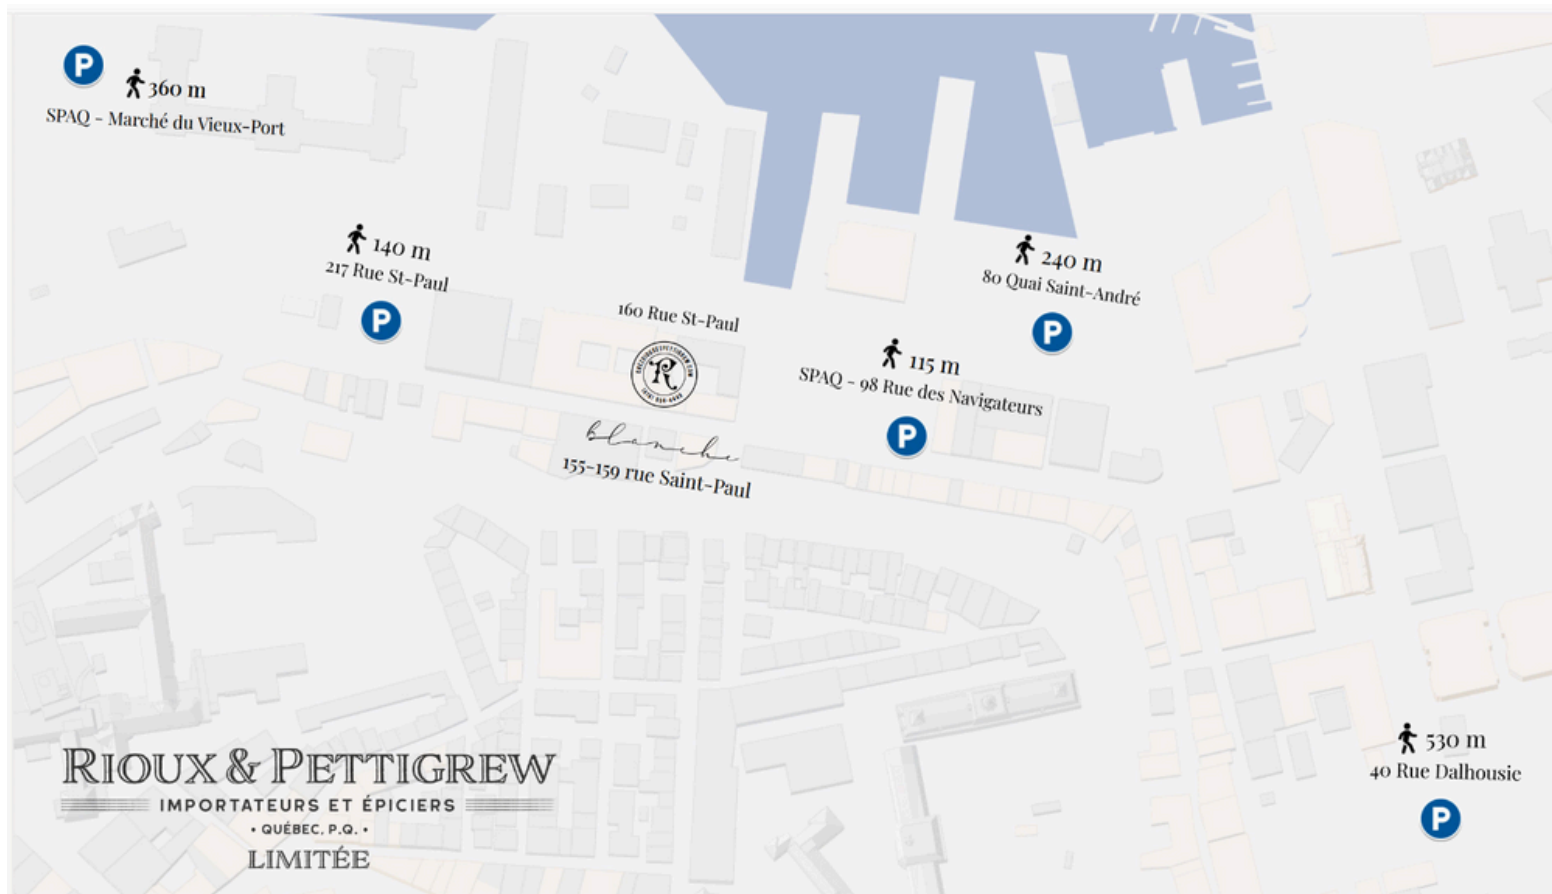 P
360 m
SPAQ - Marché du Vieux-Port
140 m
217 Rue St-Paul
P
240 m
80 Quai Saint-André
P
160 Rue St-Paul
R
115 m
SPAQ - 98 Rue des Navigateurs
P
blanche
155-159 rue Saint-Paul
RIOUX & PETTIGREW
IMPORTATEURS ET ÉPICIERS
• QUÉBEC, P.Q. •
LIMITÉE
530 m
40 Rue Dalhousie
P